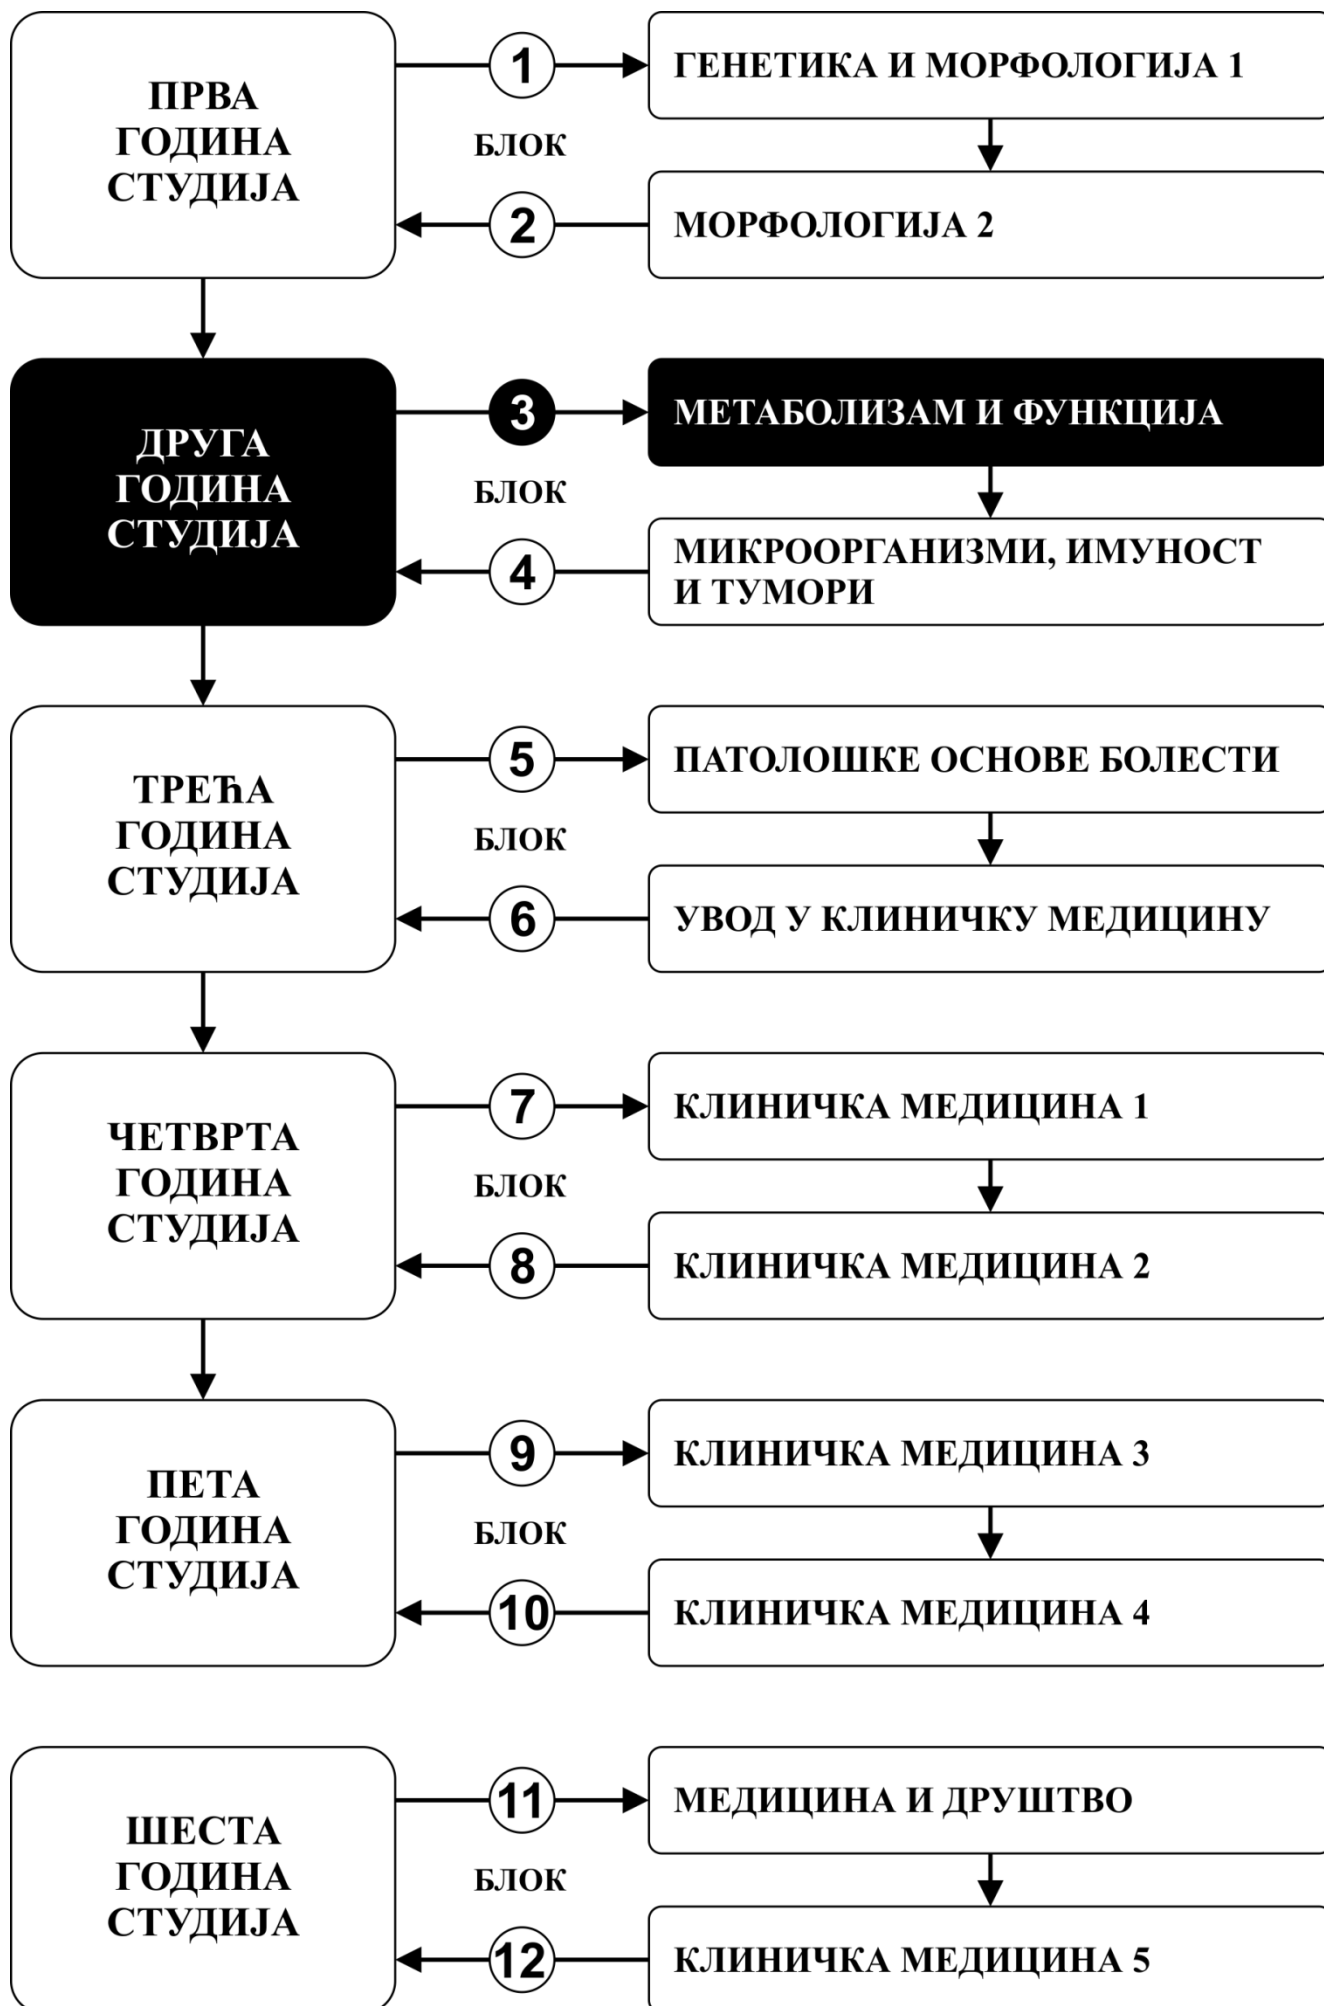 ПРВА
ГОДИНА
СТУДИЈА
1
БЛОК
2
ГЕНЕТИКА И МОРФОЛОГИЈА 1
МОРФОЛОГИЈА 2
ДРУГА
ГОДИНА
СТУДИЈА
3
БЛОК
4
МЕТАБОЛИЗАМ И ФУНКЦИЈА
МИКРООРГАНИЗМИ, ИМУНОСТ
И ТУМОРИ
ТРЕЋА
ГОДИНА
СТУДИЈА
5
БЛОК
6
ПАТОЛОШКЕ ОСНОВЕ БОЛЕСТИ
УВОД У КЛИНИЧКУ МЕДИЦИНУ
ЧЕТВРТА
ГОДИНА
СТУДИЈА
7
БЛОК
8
КЛИНИЧКА МЕДИЦИНА 1
КЛИНИЧКА МЕДИЦИНА 2
ПЕТА
ГОДИНА
СТУДИЈА
9
БЛОК
10
КЛИНИЧКА МЕДИЦИНА 3
КЛИНИЧКА МЕДИЦИНА 4
ШЕСТА
ГОДИНА
СТУДИЈА
11
БЛОК
12
МЕДИЦИНА И ДРУШТВО
КЛИНИЧКА МЕДИЦИНА 5